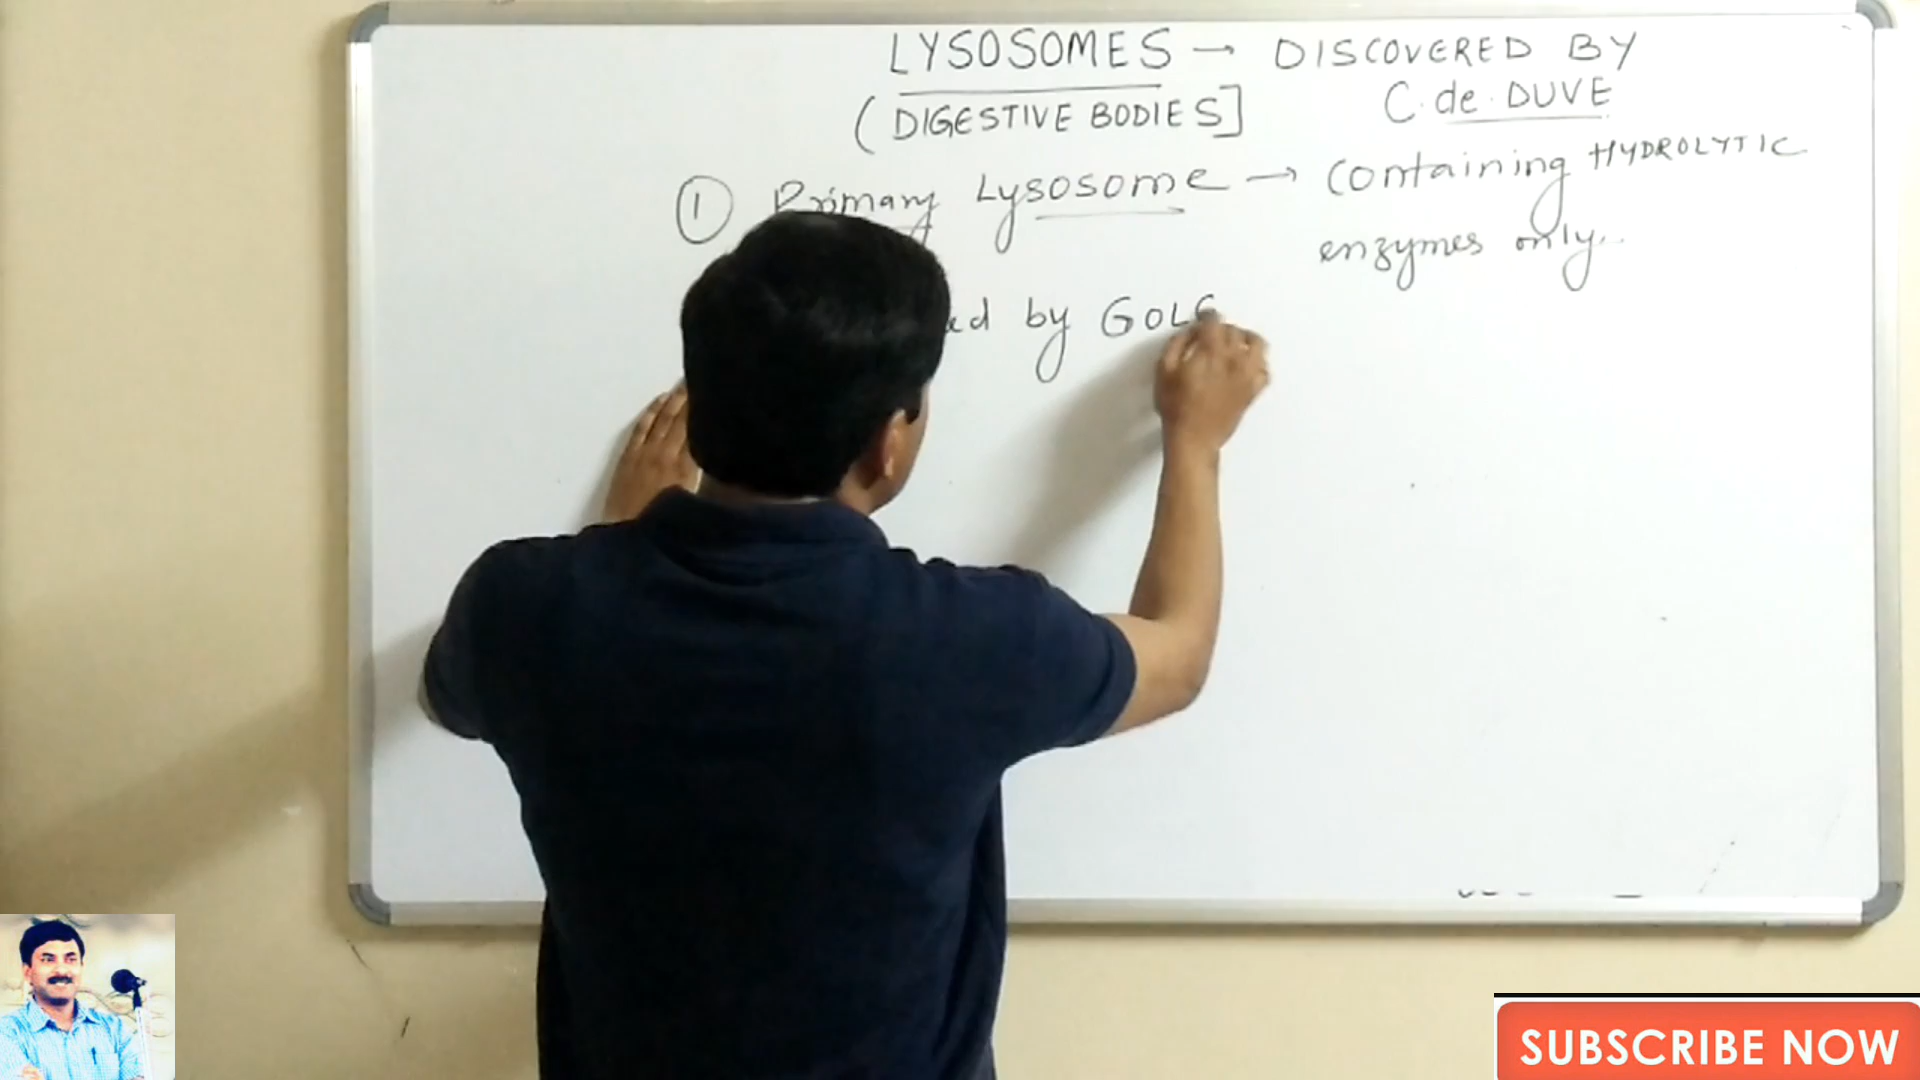 LYSOSOMES → DISCOVERED BY
C. de. DUVE
(DIGESTIVE BODIES]
① Primary Lysosome → Containing HYDROLYTIC
enzymes only..
by GOLG
SUBSCRIBE NOW